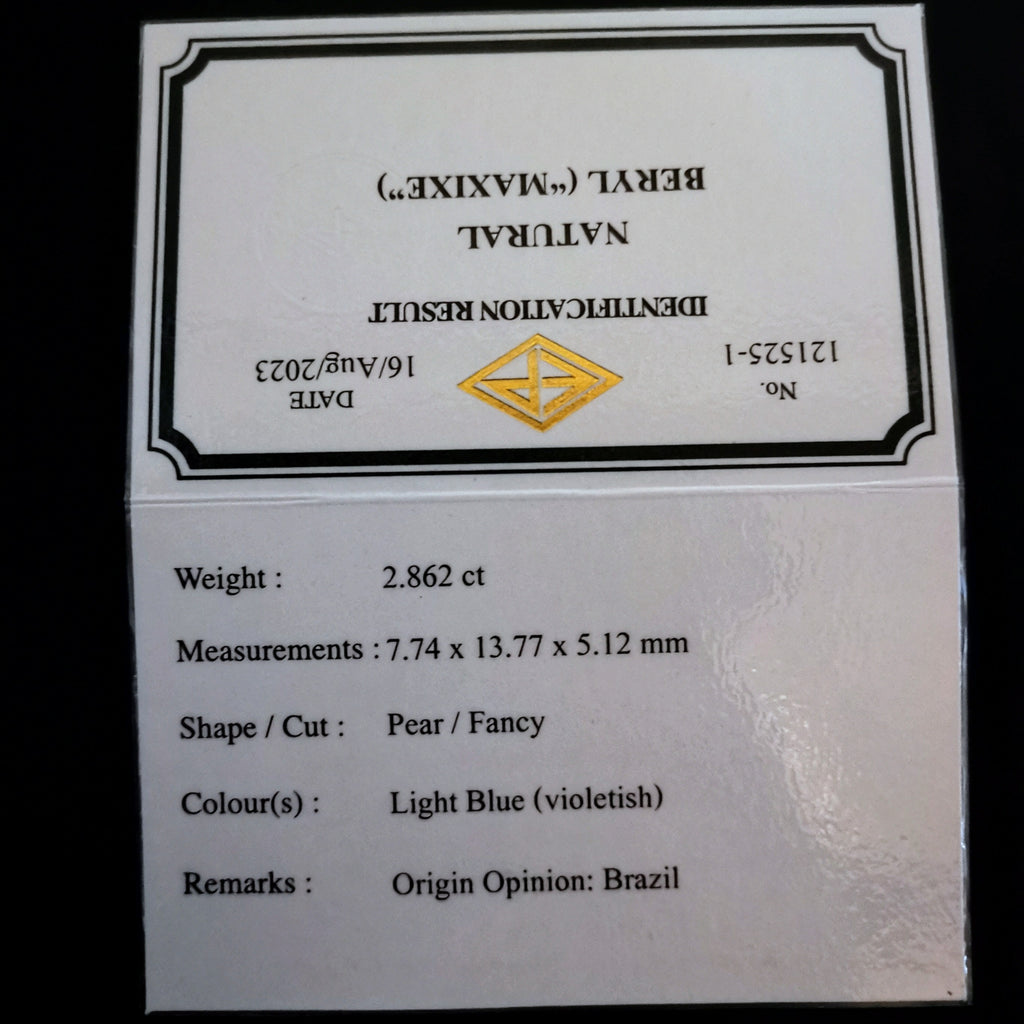 No.
121525-1
DATE
16/Aug/2023
IDENTIFICATION RESULT
NATURAL
BERYL (“MAXIXE”)
Weight : 2.862 ct
Measurements : 7.74 x 13.77 x 5.12 mm
Shape / Cut : Pear / Fancy
Colour(s) : Light Blue (violetish)
Remarks : Origin Opinion: Brazil